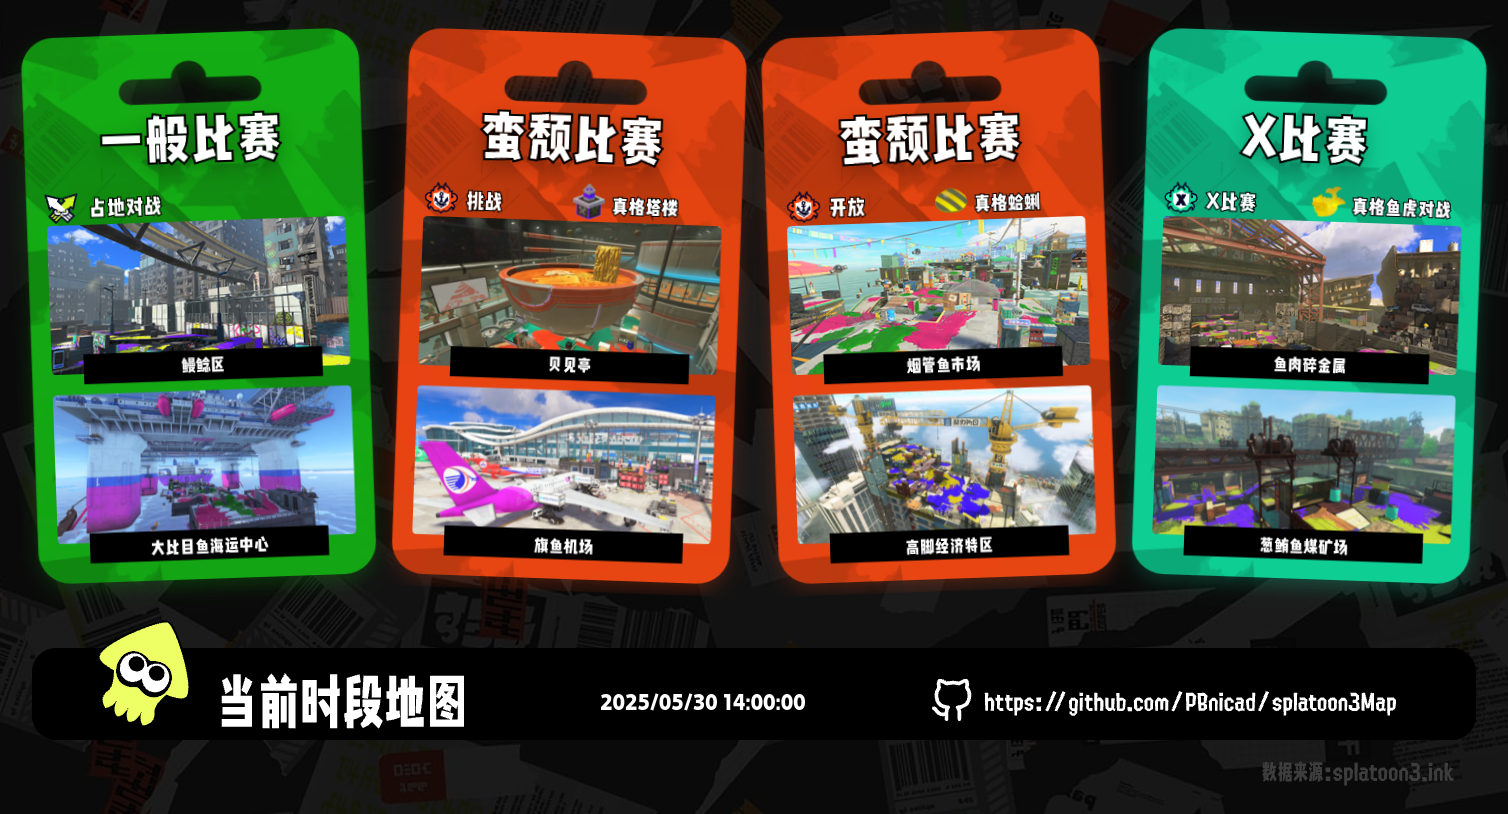 一般比赛
占地对战
鳗鲶区
大比目鱼海运中心
蛮颓比赛
挑战
真格塔楼
贝贝亭
旗鱼机场
蛮颓比赛
开放
真格蛤蜊
烟管鱼市场
高脚经济特区
X比赛
X比赛
真格鱼虎对战
鱼肉碎金属
葱鲔鱼煤矿场
当前时段地图
2025/05/30 14:00:00
https://github.com/PBnicad/splatoon3Map
数据来源:splatoon3.ink